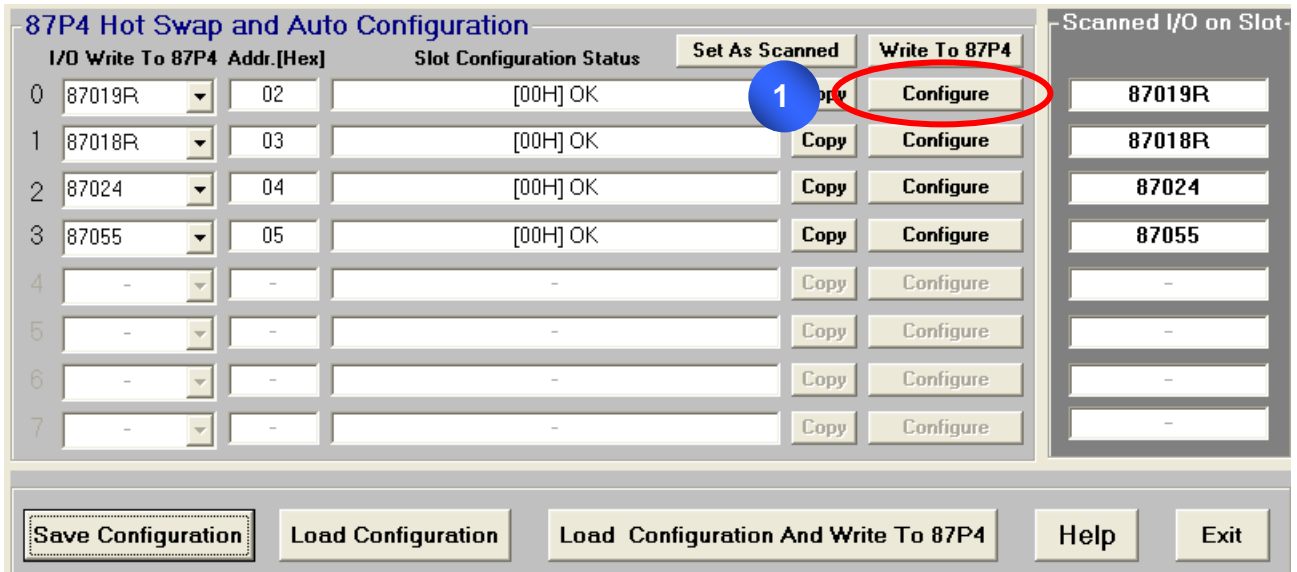 87P4 Hot Swap and Auto Configuration
Scanned I/O on Slot
I/O Write To 87P4 Addr.[Hex] Slot Configuration Status Set As Scanned Write To 87P4
0 87019R 02 [00H] OK 1 Configure 87019R
1 87018R 03 [00H] OK Copy Configure 87018R
2 87024 04 [00H] OK Copy Configure 87024
3 87055 05 [00H] OK Copy Configure 87055
4 - - - Copy Configure -
5 - - - Copy Configure -
6 - - - Copy Configure -
7 - - - Copy Configure -
Save Configuration Load Configuration Load Configuration And Write To 87P4 Help Exit